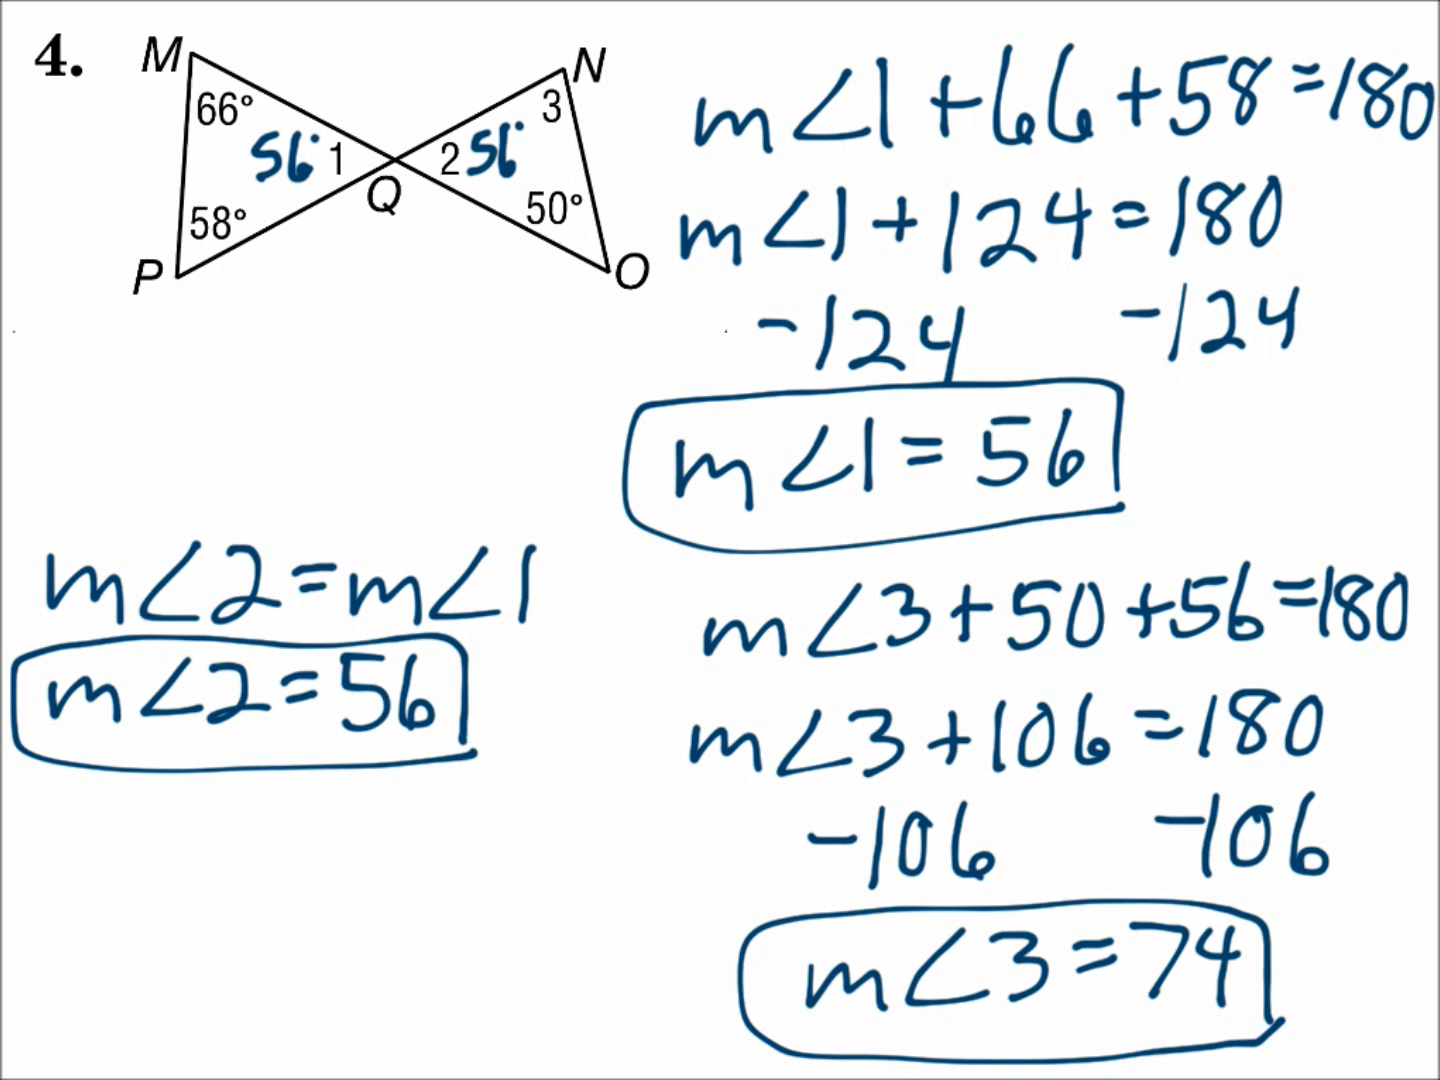 4.
M
N
66°
3
56° 1
2 56°
Q
58°
50°
P
O
m∠1 + 66 + 58 = 180
m∠1 + 124 = 180
-124 -124
m∠1 = 56
m∠2 = m∠1
m∠2 = 56
m∠3 + 50 + 56 = 180
m∠3 + 106 = 180
-106 -106
m∠3 = 74